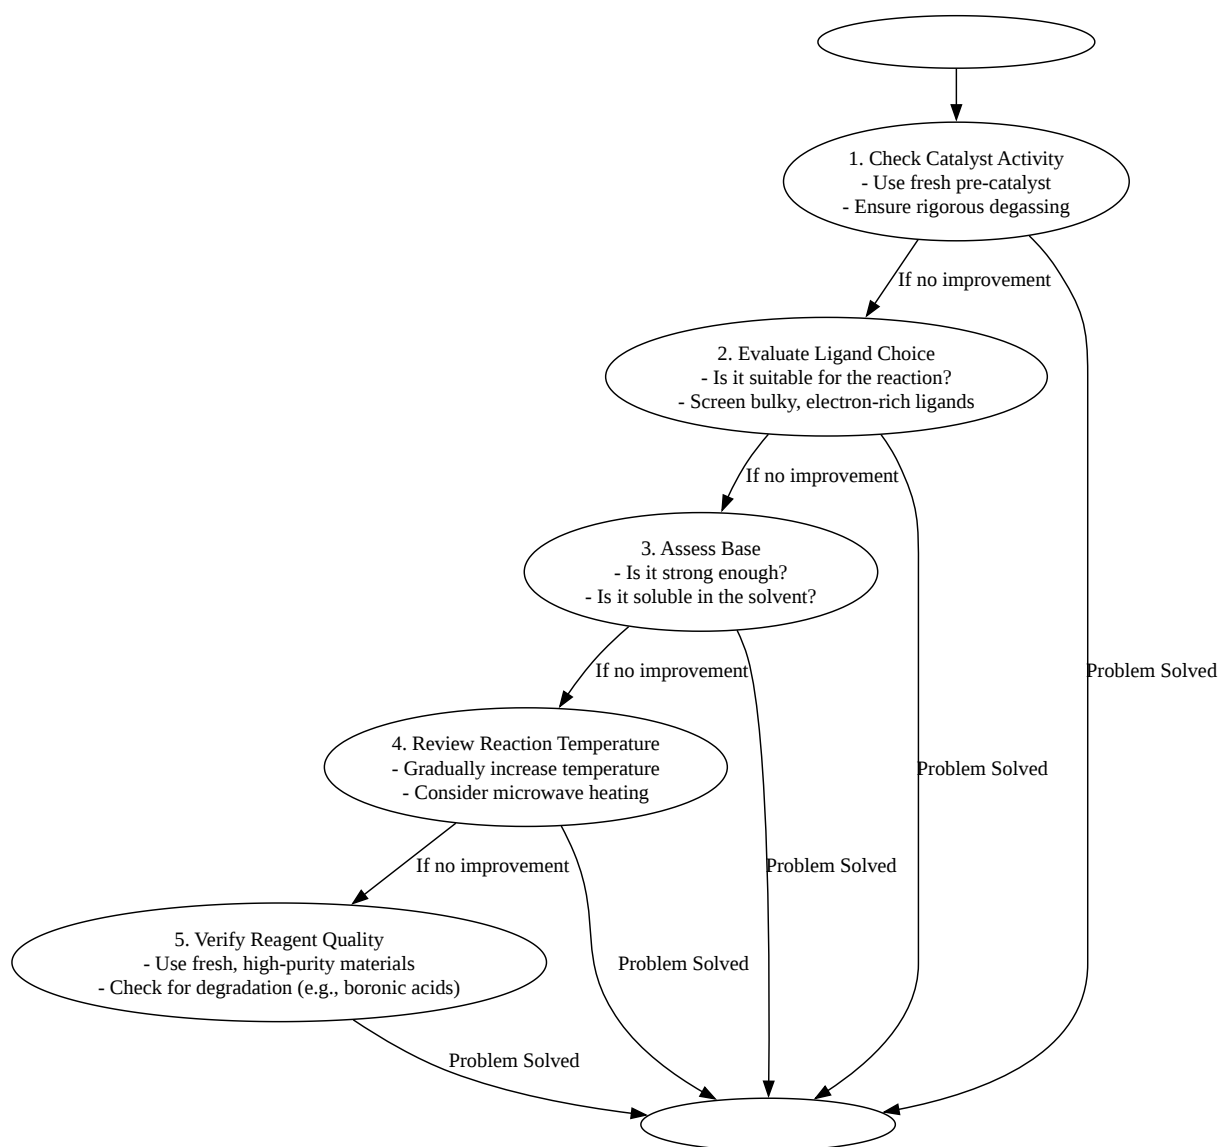 1. Check Catalyst Activity
- Use fresh pre-catalyst
- Ensure rigorous degassing
If no improvement
2. Evaluate Ligand Choice
- Is it suitable for the reaction?
- Screen bulky, electron-rich ligands
If no improvement
3. Assess Base
- Is it strong enough?
- Is it soluble in the solvent?
If no improvement
Problem Solved
4. Review Reaction Temperature
- Gradually increase temperature
- Consider microwave heating
Problem Solved
If no improvement
Problem Solved
5. Verify Reagent Quality
- Use fresh, high-purity materials
- Check for degradation (e.g., boronic acids)
Problem Solved
Problem Solved